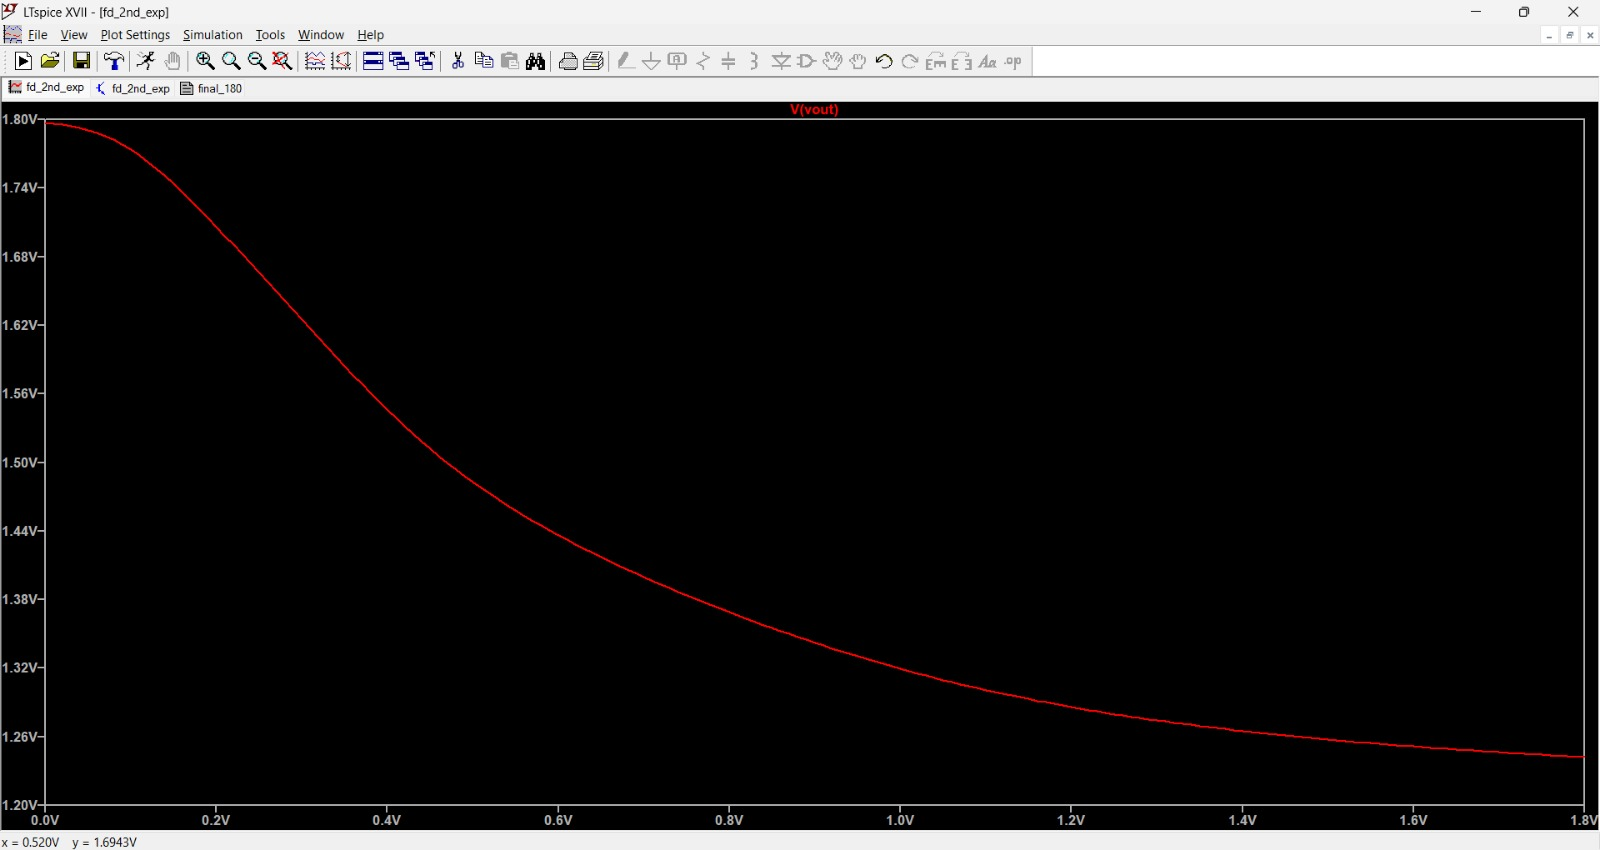 LTspice XVII - [fd_2nd_exp]
File View Plot Settings Simulation Tools Window Help
fd_2nd_exp fd_2nd_exp final_180
V(vout)
1.80V
1.74V
1.68V
1.62V
1.56V
1.50V
1.44V
1.38V
1.32V
1.26V
1.20V
0.0V 0.2V 0.4V 0.6V 0.8V 1.0V 1.2V 1.4V 1.6V 1.8V
x = 0.520V y = 1.6943V